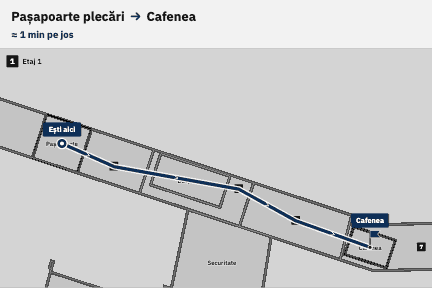 Pașapoarte plecări → Cafenea
≈ 1 min pe jos
1 Etaj 1
Ești aici
Cafenea
7
Securitate